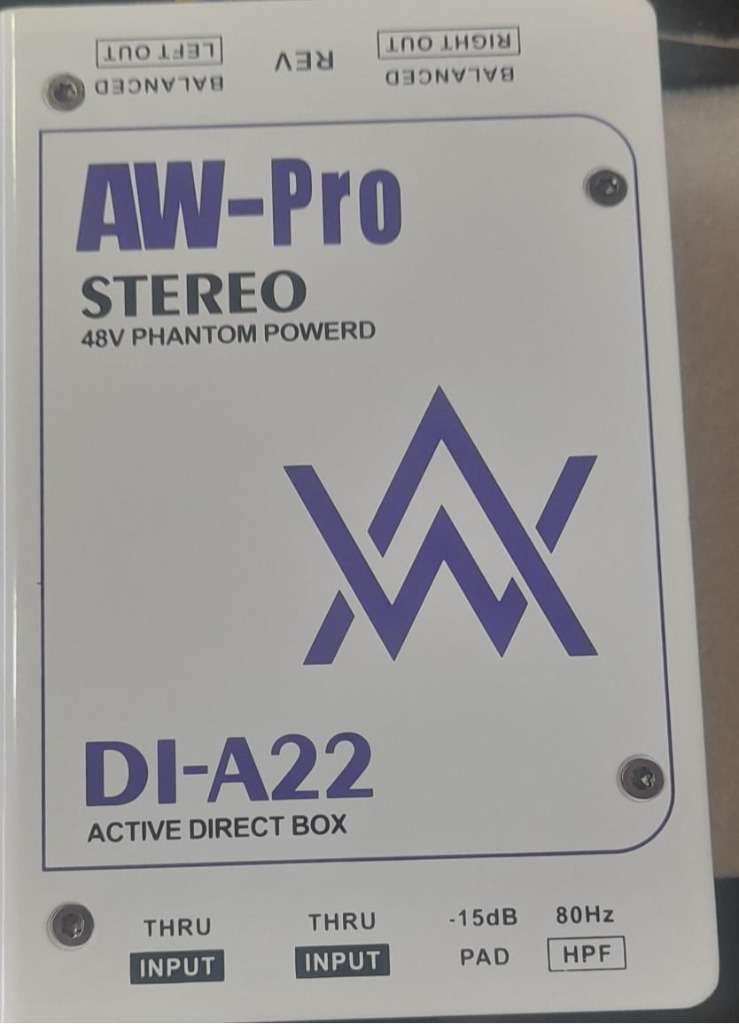 LEFT OUT
BALANCED
REV
RIGHT OUT
BALANCED
AW-Pro
STEREO
48V PHANTOM POWERD
DI-A22
ACTIVE DIRECT BOX
THRU
INPUT
THRU
INPUT
-15dB
PAD
80Hz
HPF